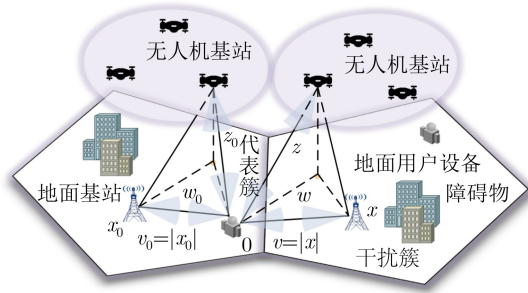 无人机基站
无人机基站
z₀
代表簇
z
地面用户设备
地面基站
障碍物
w₀
w
x₀
x
v₀=|x₀|
0
v=|x|
干扰簇